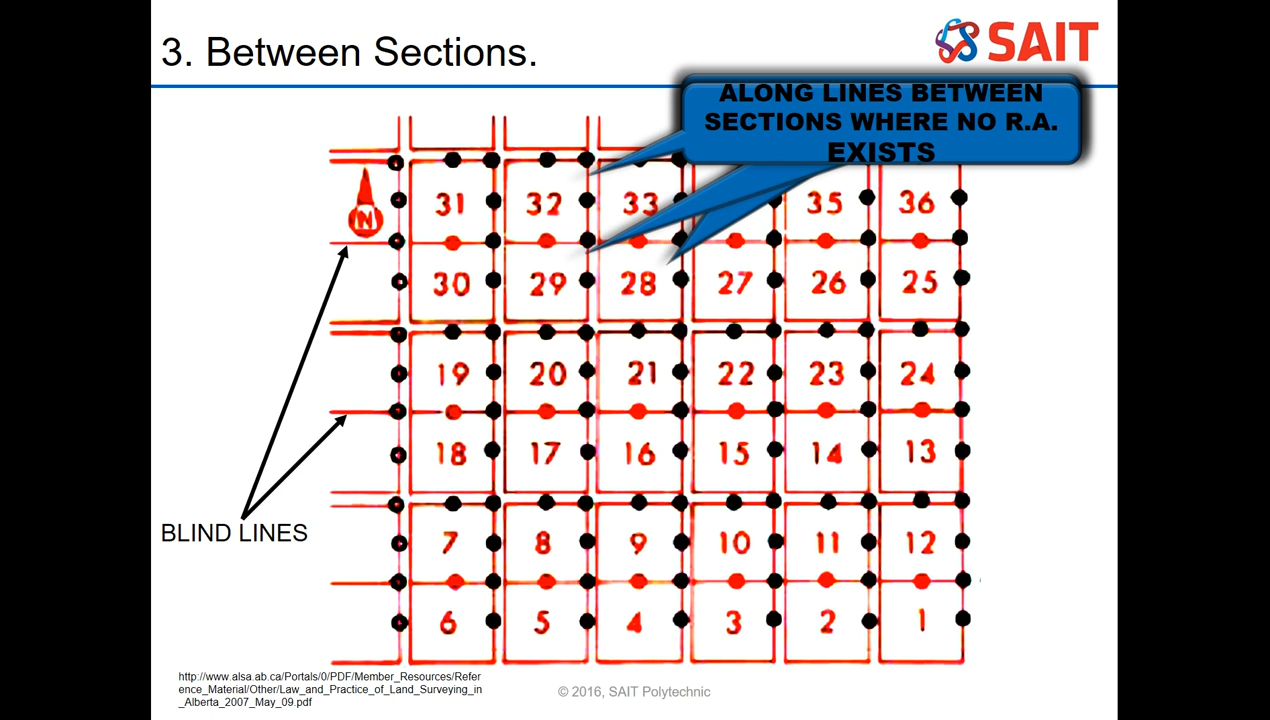 3. Between Sections.
SAIT
ALONG LINES BETWEEN
SECTIONS WHERE NO R.A.
EXISTS
N
31 32 33 35 36
30 29 28 27 26 25
19 20 21 22 23 24
18 17 16 15 14 13
BLIND LINES
7 8 9 10 11 12
6 5 4 3 2 1
http://www.alsa.ab.ca/Portals/0/PDF/Member_Resources/Refer
ence_Material/Other/Law_and_Practice_of_Land_Surveying_in
_Alberta_2007_May_09.pdf
© 2016, SAIT Polytechnic